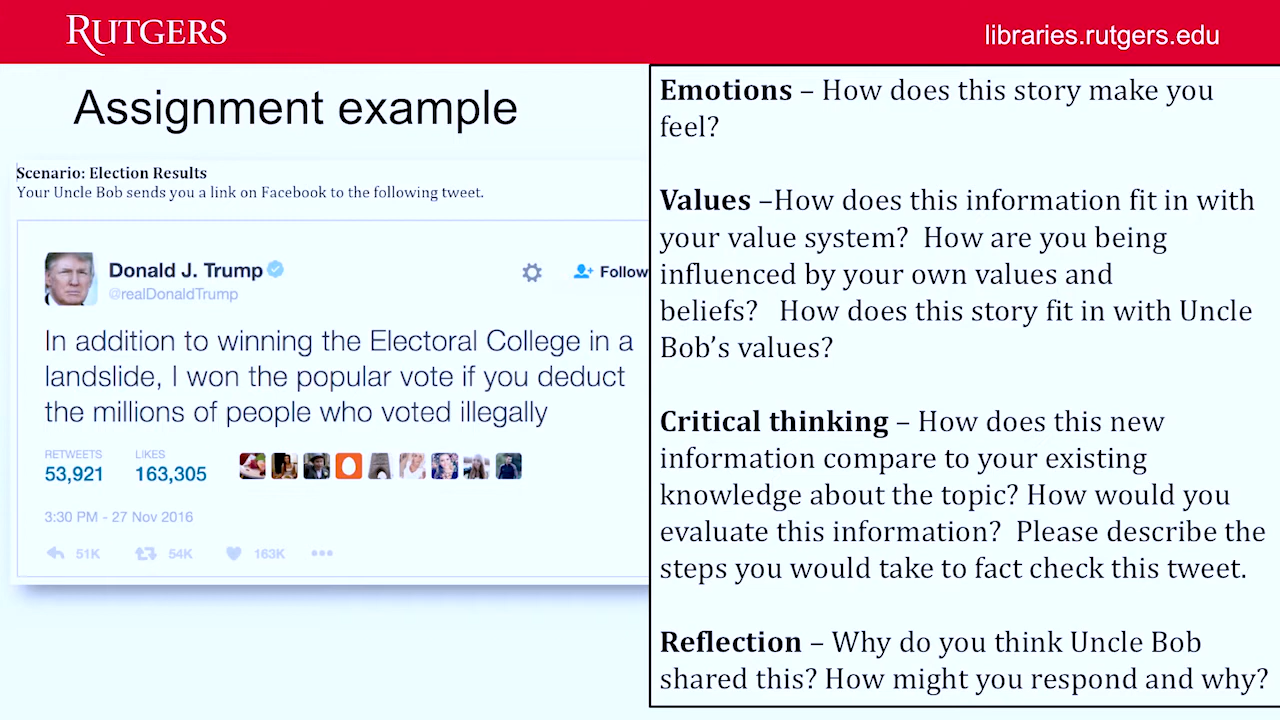 RUTGERS
libraries.rutgers.edu
Assignment example
Scenario: Election Results
Your Uncle Bob sends you a link on Facebook to the following tweet.
Donald J. Trump
@realDonaldTrump
Follow
In addition to winning the Electoral College in a
landslide, I won the popular vote if you deduct
the millions of people who voted illegally
RETWEETS
53,921
LIKES
163,305
3:30 PM - 27 Nov 2016
51K
54K
163K
Emotions – How does this story make you
feel?
Values –How does this information fit in with
your value system?  How are you being
influenced by your own values and
beliefs?   How does this story fit in with Uncle
Bob’s values?
Critical thinking – How does this new
information compare to your existing
knowledge about the topic? How would you
evaluate this information?  Please describe the
steps you would take to fact check this tweet.
Reflection – Why do you think Uncle Bob
shared this? How might you respond and why?